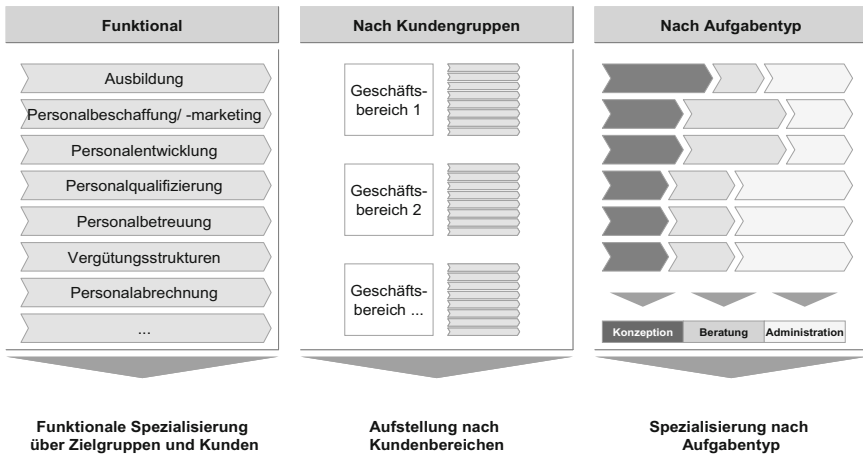 Funktional
Ausbildung
Personalbeschaffung/ -marketing
Personalentwicklung
Personalqualifizierung
Personalbetreuung
Vergütungsstrukturen
Personalabrechnung
...
Funktionale Spezialisierung
über Zielgruppen und Kunden
Nach Kundengruppen
Geschäfts-
bereich 1
Geschäfts-
bereich 2
Geschäfts-
bereich ...
Aufstellung nach
Kundenbereichen
Nach Aufgabentyp
Konzeption Beratung Administration
Spezialisierung nach
Aufgabentyp